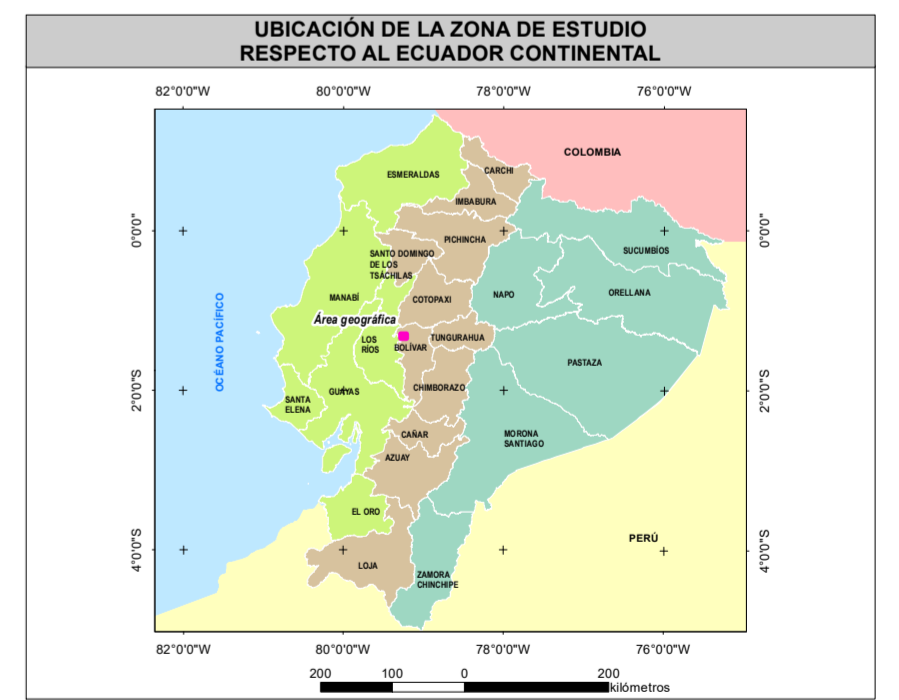 UBICACIÓN DE LA ZONA DE ESTUDIO
RESPECTO AL ECUADOR CONTINENTAL
82°0'0"W 80°0'0"W 78°0'0"W 76°0'0"W
COLOMBIA
CARCHI
ESMERALDAS
IMBABURA
0°0'0" 0°0'0"
PICHINCHA
SANTO DOMINGO
DE LOS
TSÁCHILAS
SUCUMBÍOS
MANABÍ
COTOPAXI
NAPO
ORELLANA
Área geográfica
OCÉANO PACÍFICO
LOS
RÍOS
BOLÍVAR
TUNGURAHUA
PASTAZA
2°0'0"S 2°0'0"S
GUAYAS
CHIMBORAZO
SANTA
ELENA
CAÑAR
MORONA
SANTIAGO
AZUAY
EL ORO
PERÚ
4°0'0"S 4°0'0"S
LOJA
ZAMORA
CHINCHIPE
82°0'0"W 80°0'0"W 78°0'0"W 76°0'0"W
200 100 0 200
kilómetros